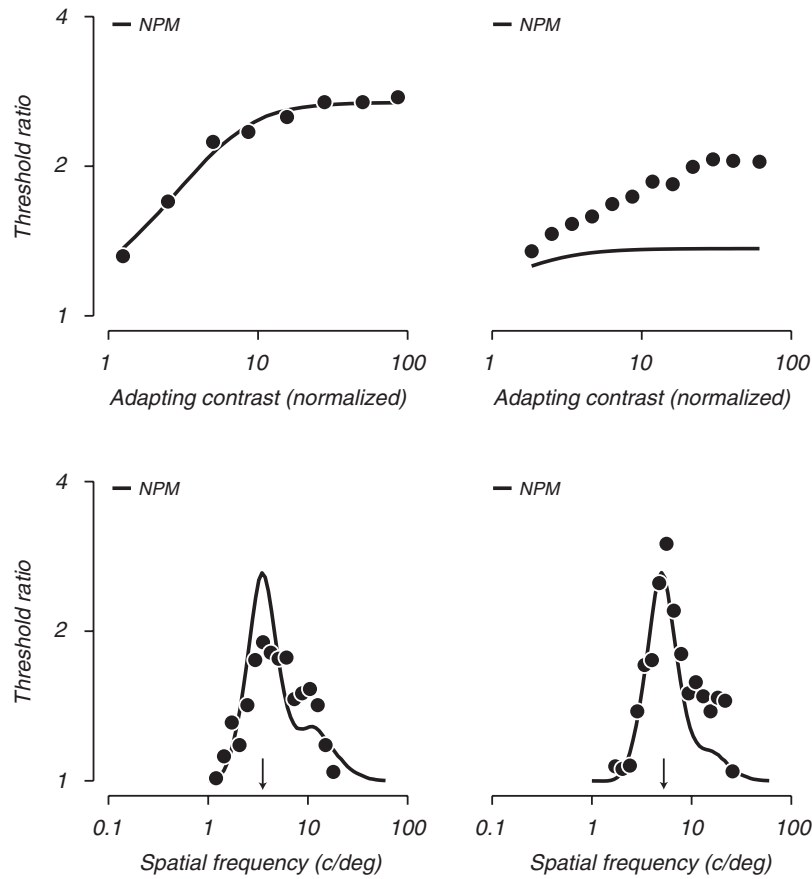 4
NPM
NPM
Threshold ratio
2
1
1 10 100
1 10 100
Adapting contrast (normalized)
Adapting contrast (normalized)
4
NPM
NPM
Threshold ratio
2
1
0.1 1 10 100
0.1 1 10 100
Spatial frequency (c/deg)
Spatial frequency (c/deg)